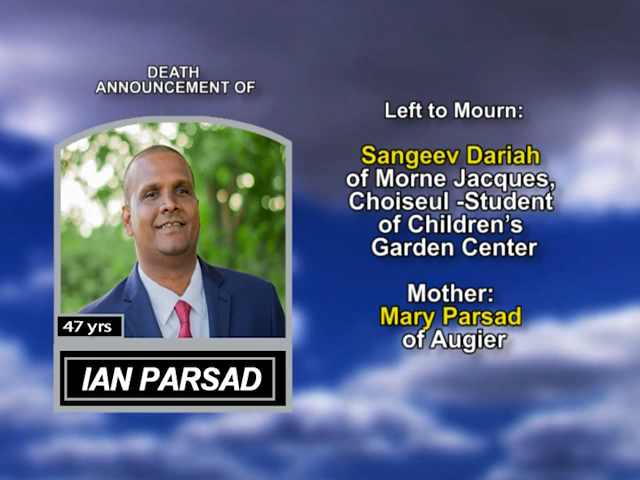 DEATH
ANNOUNCEMENT OF
47 yrs
IAN PARSAD
Left to Mourn:
Sangeev Dariah
of Morne Jacques,
Choiseul -Student
of Children's
Garden Center
Mother:
Mary Parsad
of Augier